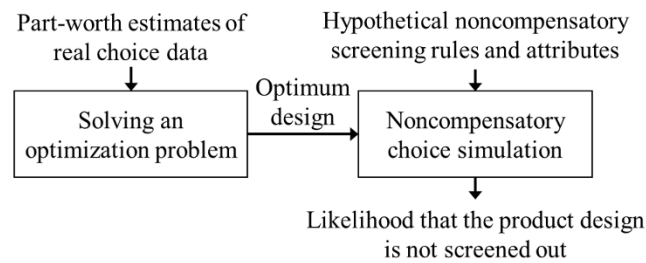 Part-worth estimates of
real choice data
Hypothetical noncompensatory
screening rules and attributes
Solving an
optimization problem
Optimum
design
Noncompensatory
choice simulation
Likelihood that the product design
is not screened out